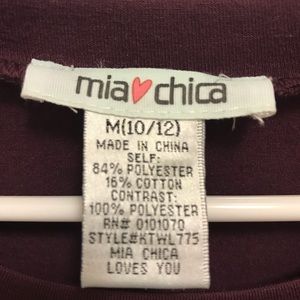 mia♥chica
M(10/12)
MADE IN CHINA
SELF:
84% POLYESTER
16% COTTON
CONTRAST:
100% POLYESTER
RN# 0101070
STYLE#KTWL775
MIA CHICA
LOVES YOU